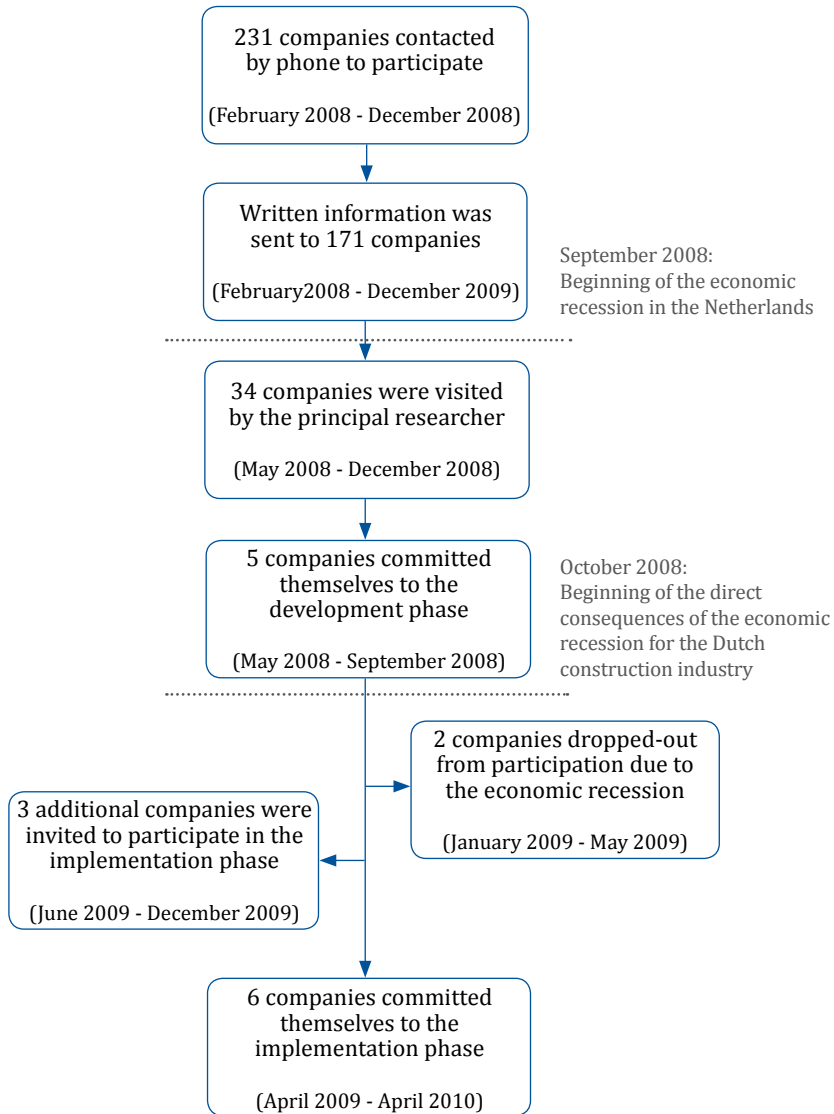 231 companies contacted
by phone to participate
(February 2008 - December 2008)
Written information was
sent to 171 companies
(February2008 - December 2009)
September 2008:
Beginning of the economic
recession in the Netherlands
34 companies were visited
by the principal researcher
(May 2008 - December 2008)
5 companies committed
themselves to the
development phase
(May 2008 - September 2008)
October 2008:
Beginning of the direct
consequences of the economic
recession for the Dutch
construction industry
2 companies dropped-out
from participation due to
the economic recession
(January 2009 - May 2009)
3 additional companies were
invited to participate in the
implementation phase
(June 2009 - December 2009)
6 companies committed
themselves to the
implementation phase
(April 2009 - April 2010)